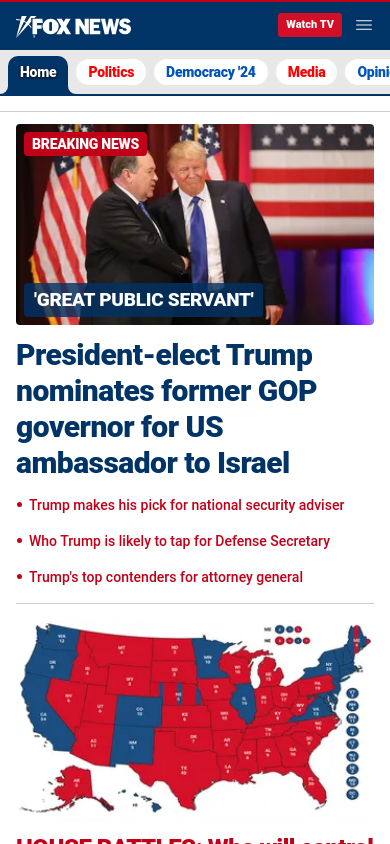 FOX NEWS
Watch TV
Home
Politics
Democracy '24
Media
Opini
BREAKING NEWS
'GREAT PUBLIC SERVANT'
President-elect Trump
nominates former GOP
governor for US
ambassador to Israel
• Trump makes his pick for national security adviser
• Who Trump is likely to tap for Defense Secretary
• Trump's top contenders for attorney general
HOUSE BATTLES: Who will control